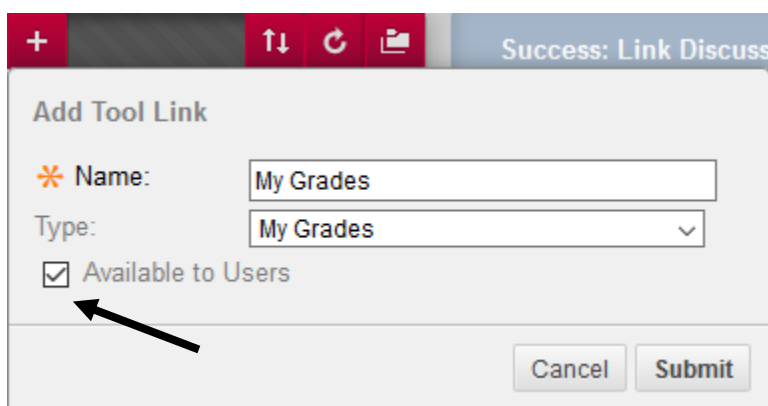 Success: Link Discuss
Add Tool Link
Name: My Grades
Type: My Grades
Available to Users
Cancel Submit